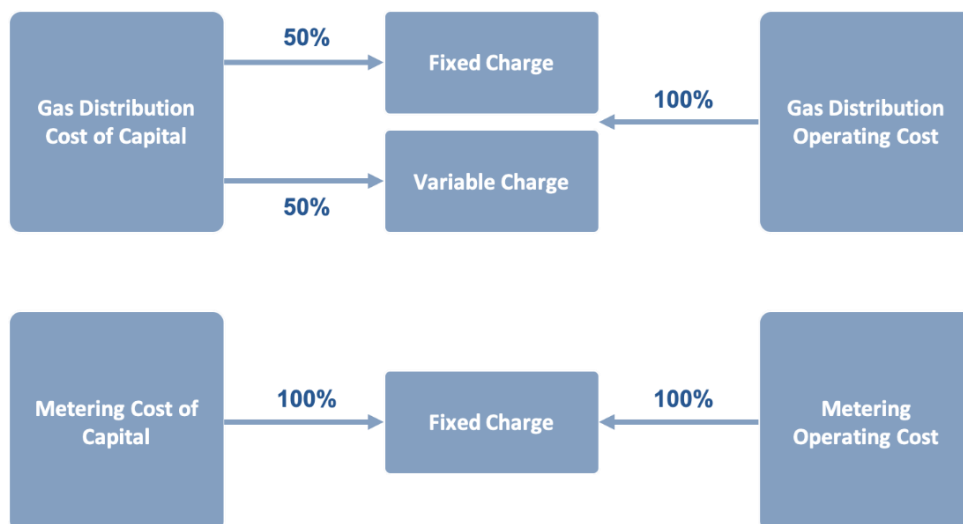 50%
Fixed Charge
100%
Gas Distribution
Cost of Capital
Gas Distribution
Operating Cost
Variable Charge
50%
Metering Cost of
Capital
100%
Fixed Charge
100%
Metering
Operating Cost